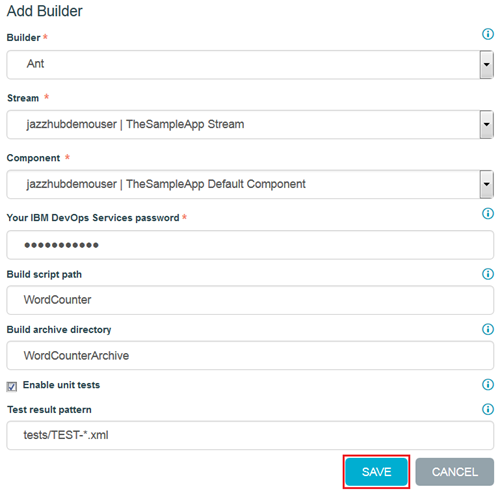 Add Builder
Builder *
Ant
Stream *
jazzhubdemouser | TheSampleApp Stream
Component *
jazzhubdemouser | TheSampleApp Default Component
Your IBM DevOps Services password *
●●●●●●●●●●●
Build script path
WordCounter
Build archive directory
WordCounterArchive
Enable unit tests
Test result pattern
tests/TEST-*.xml
SAVE CANCEL